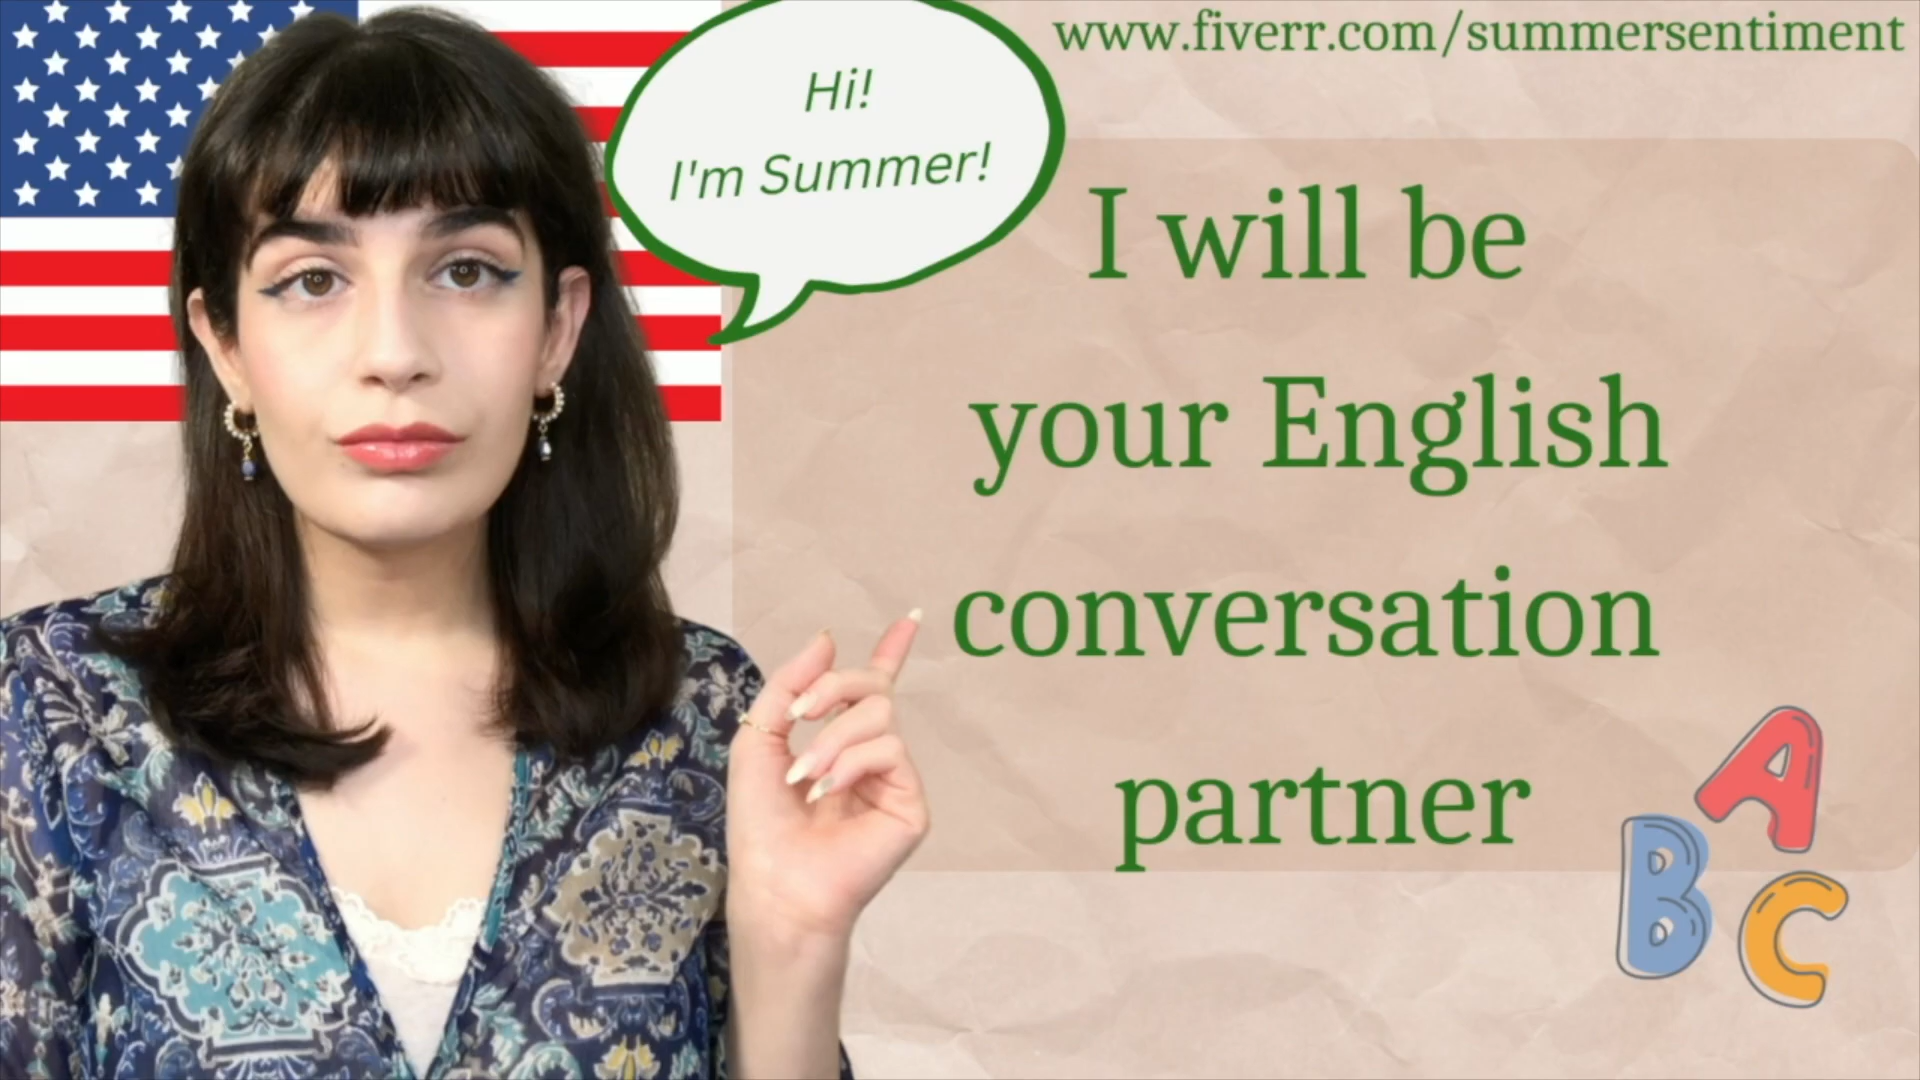 www.fiverr.com/summersentiment
Hi!
I'm Summer!
I will be
your English
conversation
partner
A
B
C